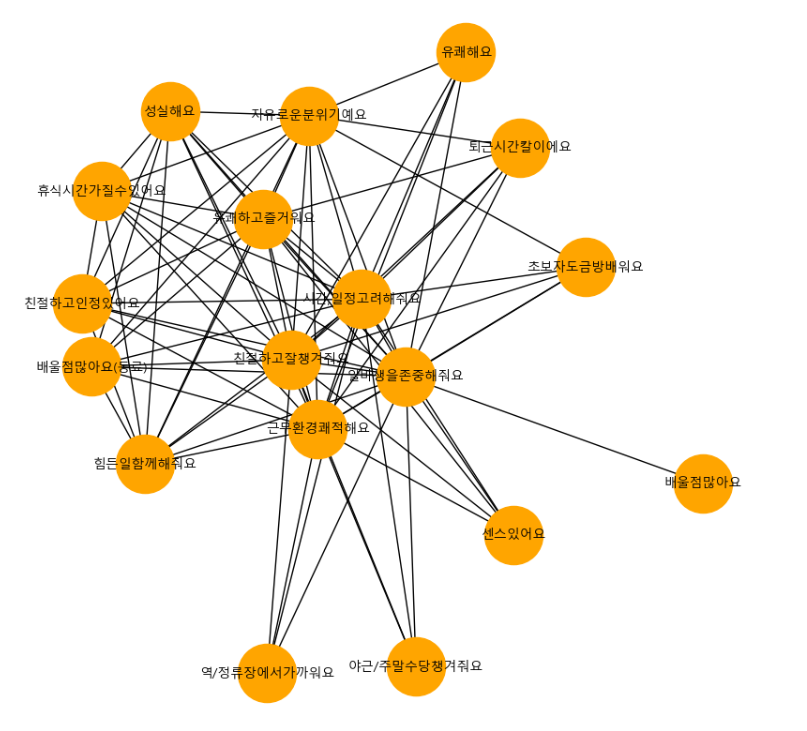 유쾌해요
성실해요
자유로운분위기예요
퇴근시간칼이에요
휴식시간가질수있어요
유쾌하고즐거워요
초보자도금방배워요
친절하고인정있어요
시간,일정고려해줘요
친절하고잘챙겨줘요
배울점많아요(동료)
알바생을존중해줘요
근무환경쾌적해요
힘든일함께해줘요
배울점많아요
센스있어요
야근/주말수당챙겨줘요
역/정류장에서가까워요